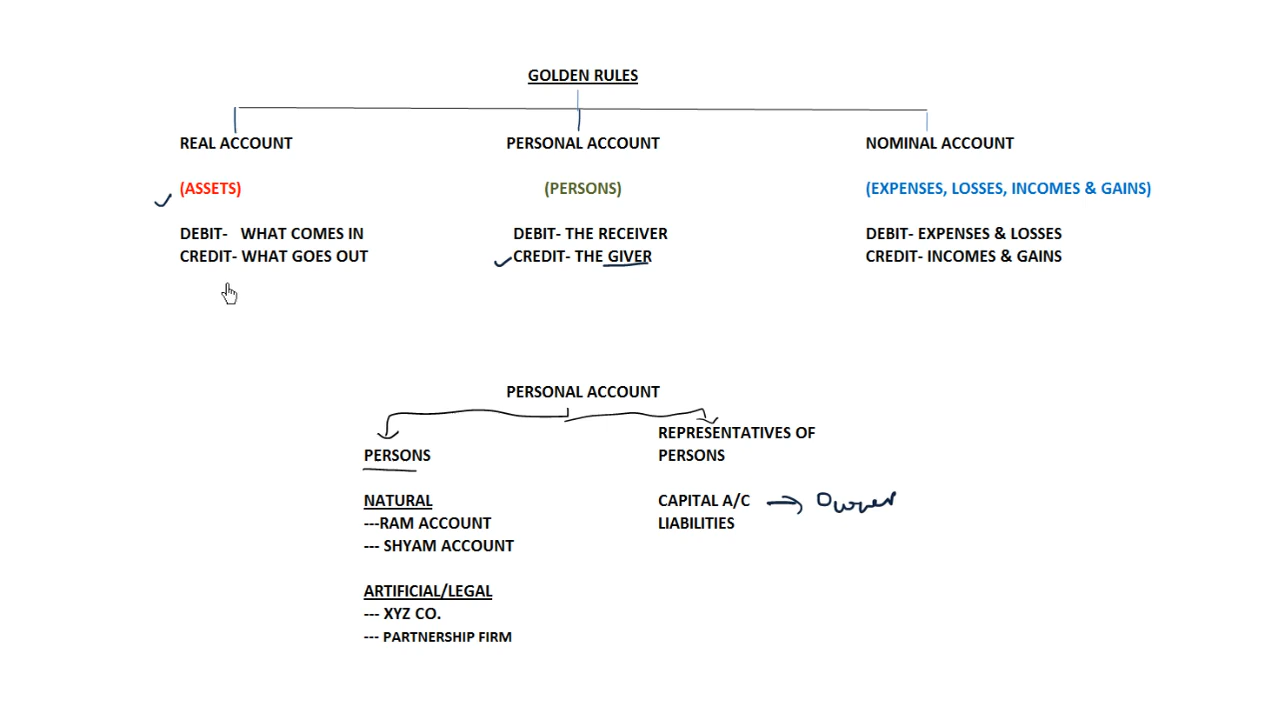 GOLDEN RULES
REAL ACCOUNT
(ASSETS)
DEBIT- WHAT COMES IN
CREDIT- WHAT GOES OUT
PERSONAL ACCOUNT
(PERSONS)
DEBIT- THE RECEIVER
CREDIT- THE GIVER
NOMINAL ACCOUNT
(EXPENSES, LOSSES, INCOMES & GAINS)
DEBIT- EXPENSES & LOSSES
CREDIT- INCOMES & GAINS
PERSONAL ACCOUNT
PERSONS
NATURAL
---RAM ACCOUNT
--- SHYAM ACCOUNT
ARTIFICIAL/LEGAL
--- XYZ CO.
--- PARTNERSHIP FIRM
REPRESENTATIVES OF
PERSONS
CAPITAL A/C → Owner
LIABILITIES